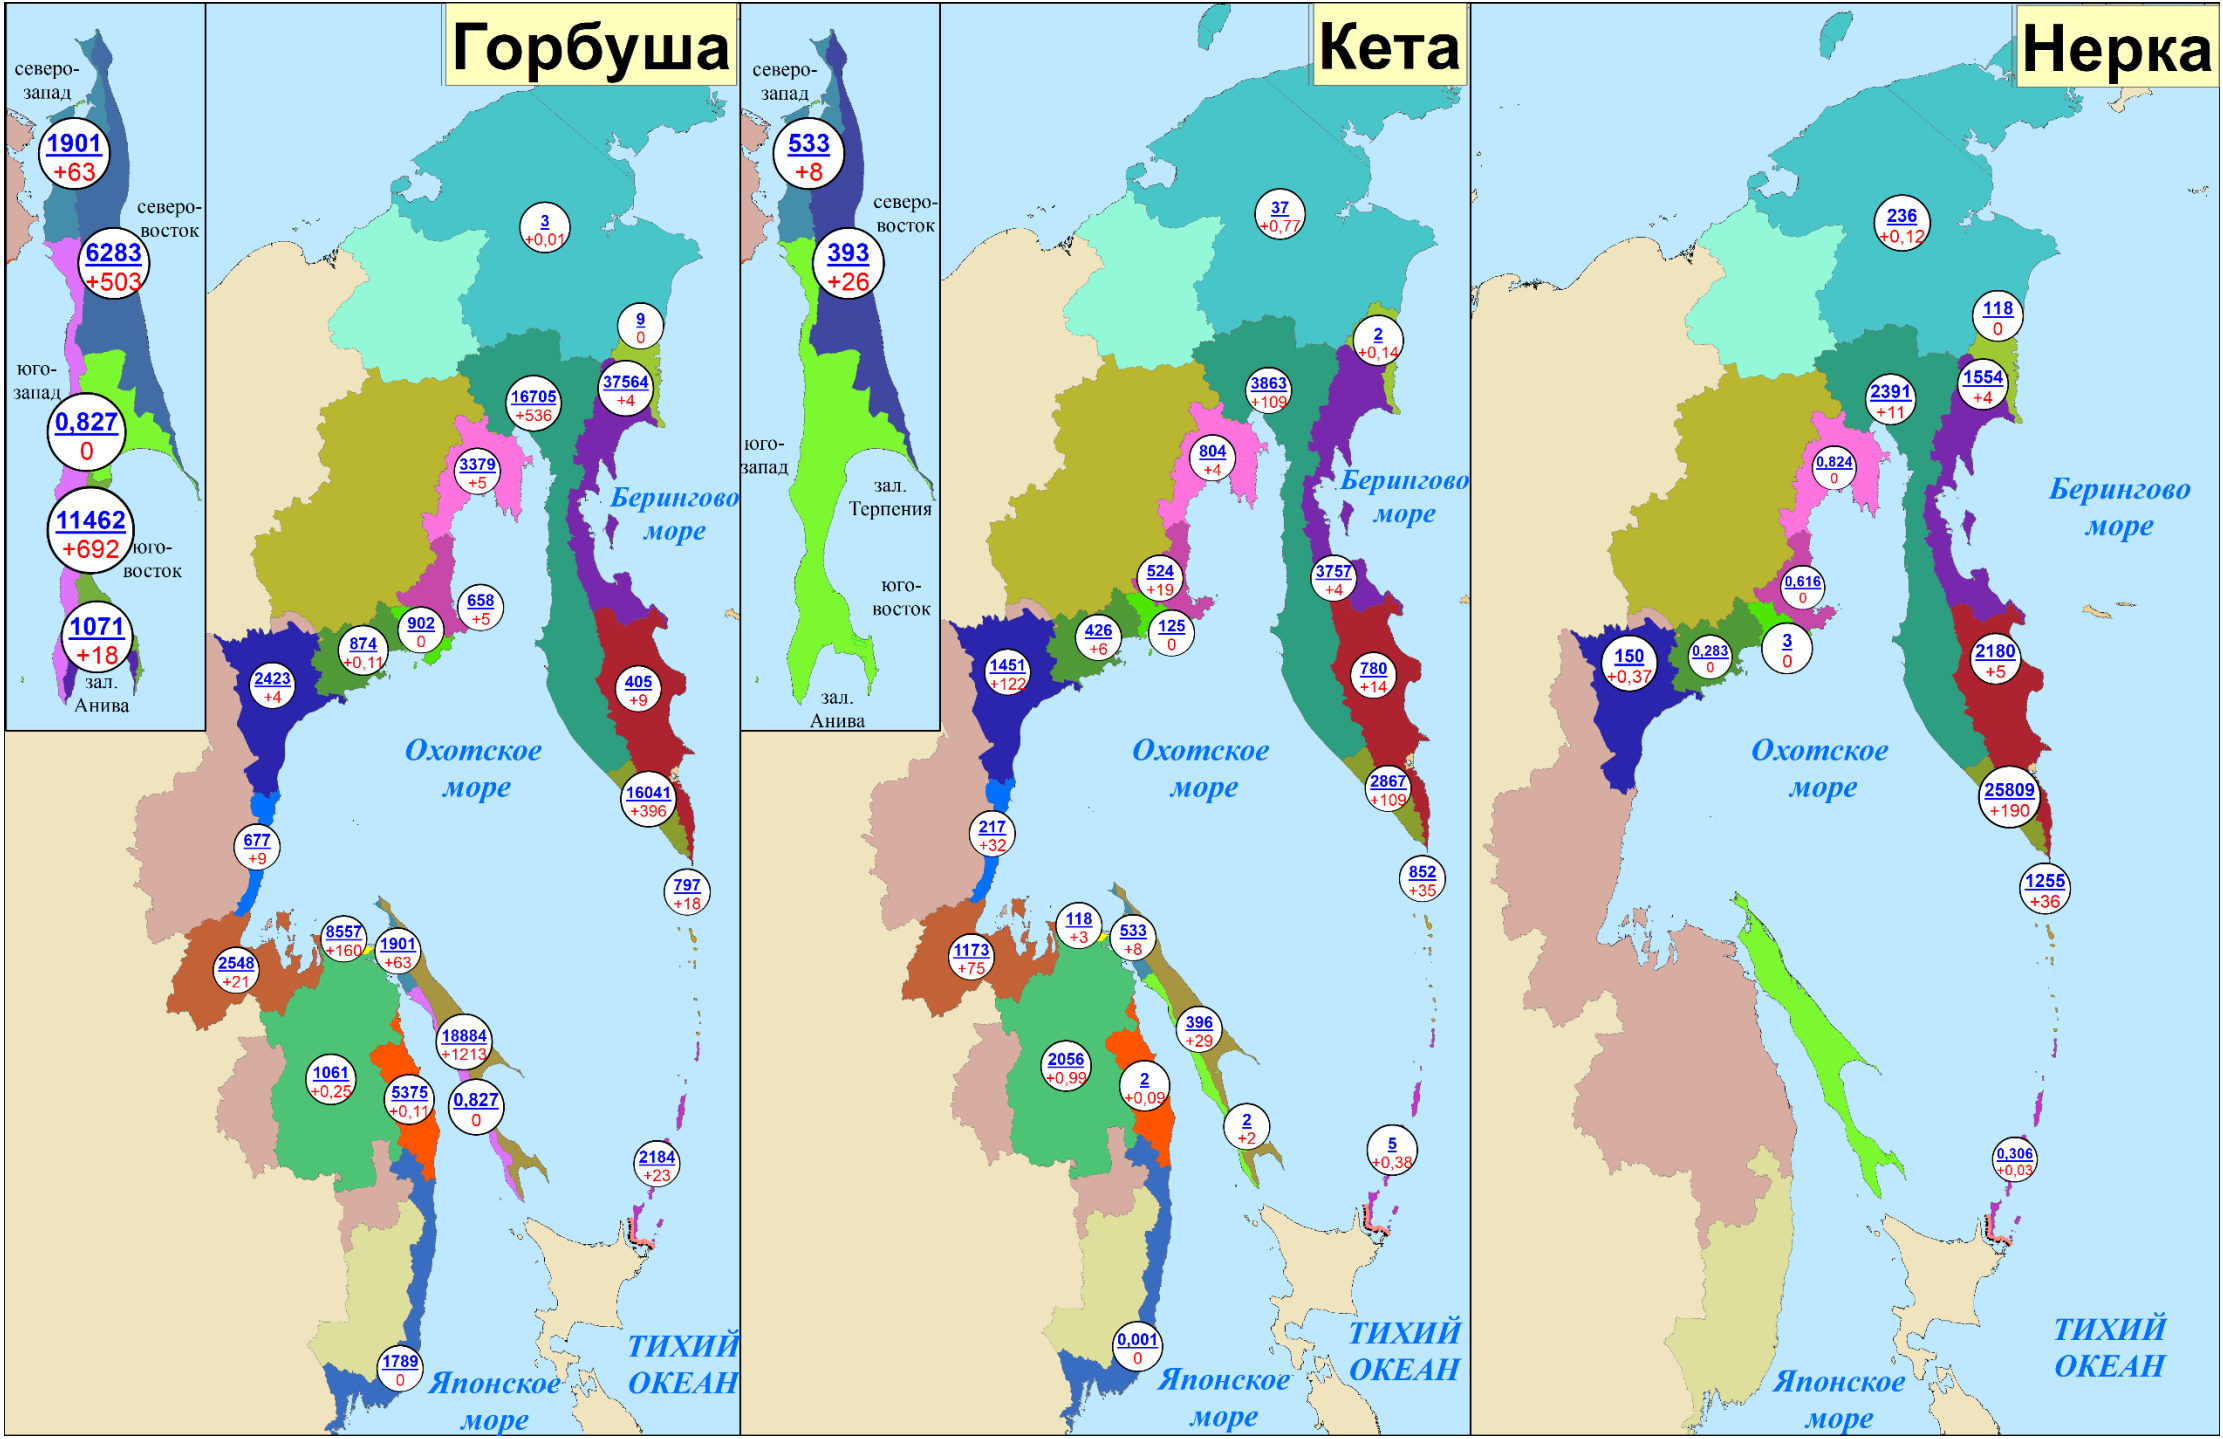 Горбуша
северо-
запад
1901
+63
северо-
восток
6283
+503
юго-
запад
0,827
0
11462
+692
юго-
восток
1071
+18
зал.
Анива
3
+0,01
9
0
37564
+4
16705
+536
3379
+5
Берингово
море
658
+5
902
0
874
+0,11
2423
+4
405
+9
Охотское
море
16041
+396
677
+9
797
+18
8557
+160
1901
+63
2548
+21
18884
+1213
1061
+0,25
5375
+0,11
0,827
0
2184
+23
1789
0
ТИХИЙ
ОКЕАН
Японское
море
Кета
северо-
запад
533
+8
северо-
восток
393
+26
юго-
запад
зал.
Терпения
юго-
восток
зал.
Анива
37
+0,77
2
+0,14
3863
+109
804
+4
Берингово
море
524
+19
3757
+4
125
0
426
+6
1451
+122
780
+14
Охотское
море
2867
+109
217
+32
852
+35
118
+3
533
+8
1173
+75
396
+29
2056
+0,99
2
+0,09
2
+2
5
+0,38
0,001
0
ТИХИЙ
ОКЕАН
Японское
море
Нерка
236
+0,12
118
0
1554
+4
2391
+11
0,824
0
Берингово
море
0,616
0
3
0
0,283
0
150
+0,37
2180
+5
Охотское
море
25809
+190
1255
+36
0,306
+0,03
ТИХИЙ
ОКЕАН
Японское
море